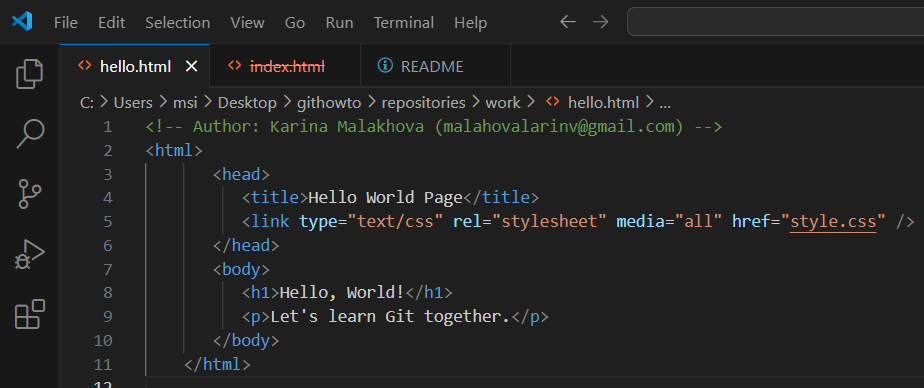 File Edit Selection View Go Run Terminal Help
hello.html index.html README
C: > Users > msi > Desktop > githowto > repositories > work > hello.html > ...
1 <!-- Author: Karina Malakhova (malahovalarinv@gmail.com) -->
2 <html>
3 <head>
4 <title>Hello World Page</title>
5 <link type="text/css" rel="stylesheet" media="all" href="style.css" />
6 </head>
7 <body>
8 <h1>Hello, World!</h1>
9 <p>Let's learn Git together.</p>
10 </body>
11 </html>
12